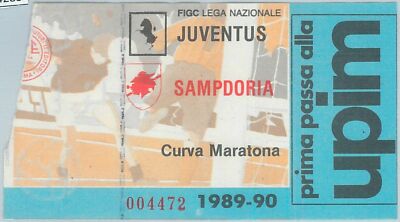 FIGC LEGA NAZIONALE
JUVENTUS
SAMPDORIA
Curva Maratona
004472 1989-90
prima passa alla
upim